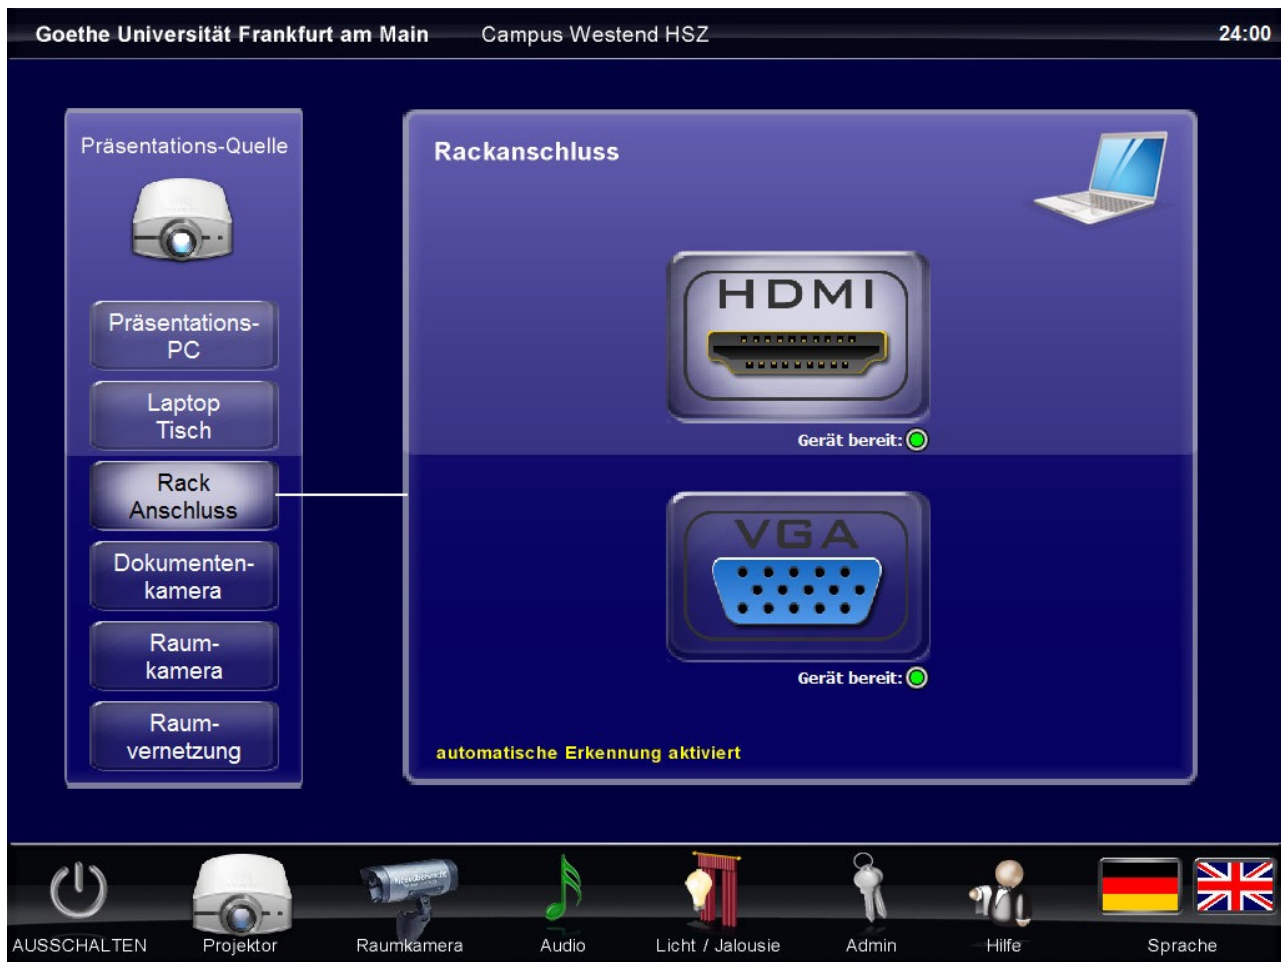 Goethe Universität Frankfurt am Main Campus Westend HSZ 24:00
Präsentations-Quelle
Präsentations-
PC
Laptop
Tisch
Rack
Anschluss
Dokumenten-
kamera
Raum-
kamera
Raum-
vernetzung
Rackanschluss
HDMI
Gerät bereit:
VGA
Gerät bereit:
automatische Erkennung aktiviert
AUSSCHALTEN
Projektor
Raumkamera
Audio
Licht / Jalousie
Admin
Hilfe
Sprache